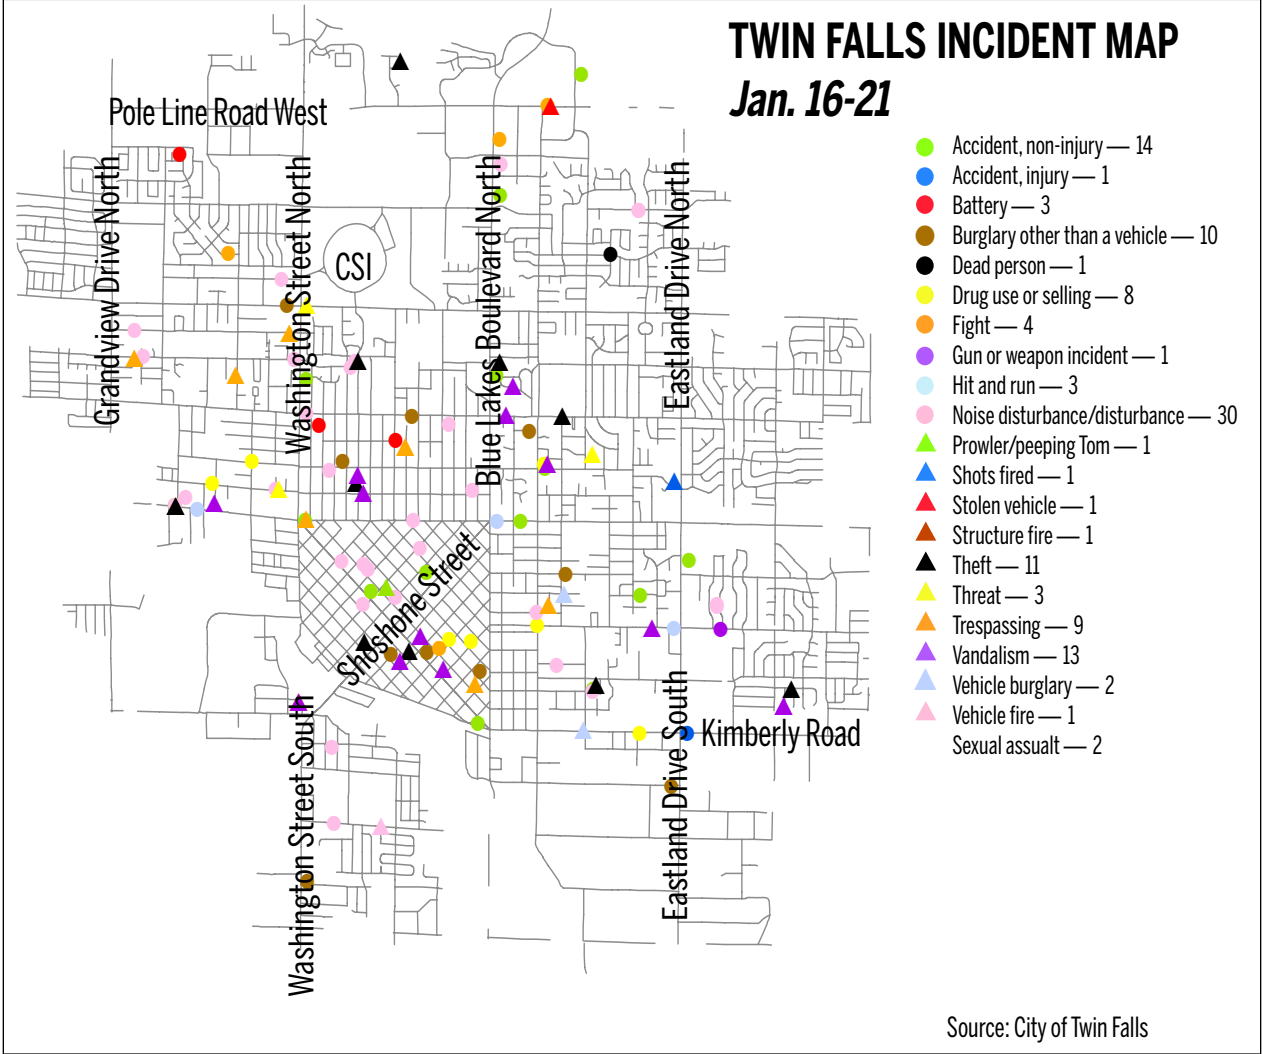 TWIN FALLS INCIDENT MAP
Jan. 16-21
Pole Line Road West
Grandview Drive North
Washington Street North
CSI
Blue Lakes Boulevard North
Eastland Drive North
Shoshone Street
Washington Street South
Eastland Drive South
Kimberly Road
Accident, non-injury — 14
Accident, injury — 1
Battery — 3
Burglary other than a vehicle — 10
Dead person — 1
Drug use or selling — 8
Fight — 4
Gun or weapon incident — 1
Hit and run — 3
Noise disturbance/disturbance — 30
Prowler/peeping Tom — 1
Shots fired — 1
Stolen vehicle — 1
Structure fire — 1
Theft — 11
Threat — 3
Trespassing — 9
Vandalism — 13
Vehicle burglary — 2
Vehicle fire — 1
Sexual assualt — 2
Source: City of Twin Falls